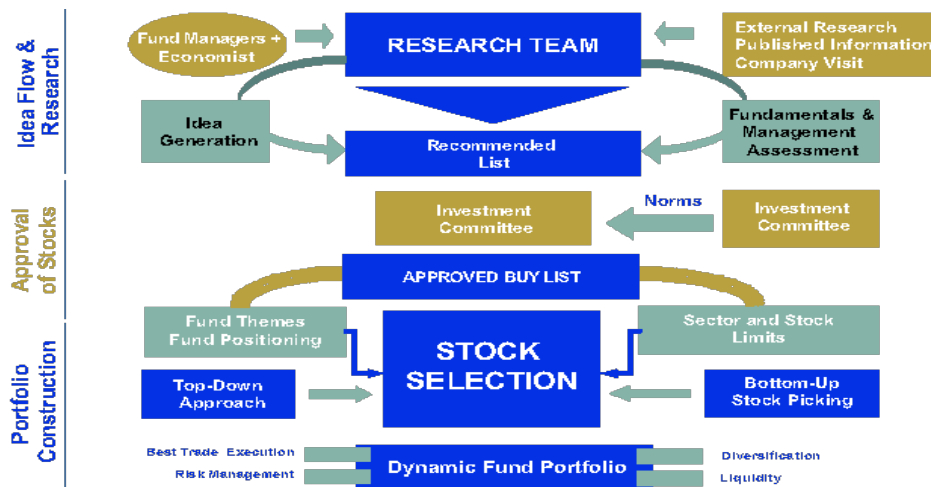 Idea Flow &
Research
Fund Managers +
Economist
RESEARCH TEAM
External Research
Published Information
Company Visit
Idea
Generation
Recommended
List
Fundamentals &
Management
Assessment
Approval
of Stocks
Investment
Committee
Norms
Investment
Committee
APPROVED BUY LIST
Portfolio
Construction
Fund Themes
Fund Positioning
STOCK
SELECTION
Sector and Stock
Limits
Top-Down
Approach
Bottom-Up
Stock Picking
Best Trade Execution
Risk Management
Dynamic Fund Portfolio
Diversification
Liquidity